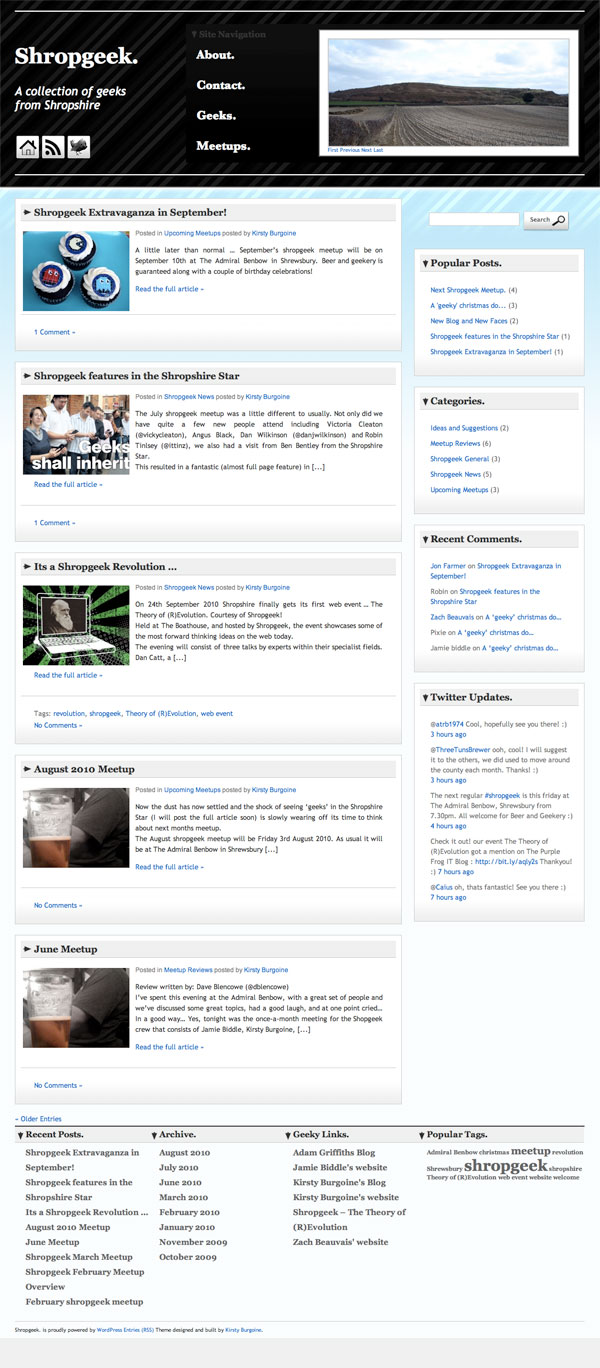 Shropgeek.
A collection of geeks
from Shropshire
Site Navigation
About.
Contact.
Geeks.
Meetups.
First Previous Next Last
Shropgeek Extravaganza in September!
Posted in Upcoming Meetups posted by Kirsty Burgoine
A little later than normal ... September's shropgeek meetup will be on
September 10th at The Admiral Benbow in Shrewsbury. Beer and geekery is
guaranteed along with a couple of birthday celebrations!
Read the full article »
1 Comment »
Shropgeek features in the Shropshire Star
Geeks
shall inherit
Posted in Shropgeek News posted by Kirsty Burgoine
The July shropgeek meetup was a little different to usually. Not only did we
have quite a few new people attend including Victoria Cleaton
(@vickycleaton), Angus Black, Dan Wilkinson (@danjwilkinson) and Robin
Tinlsey (@ittinz), we also had a visit from Ben Bentley from the Shropshire
Star.
This resulted in a fantastic (almost full page feature) in [...]
Read the full article »
1 Comment »
Its a Shropgeek Revolution ...
Posted in Shropgeek News posted by Kirsty Burgoine
On 24th September 2010 Shropshire finally gets its first web event ... The
Theory of (R)Evolution. Courtesy of Shropgeek!
Held at The Boathouse, and hosted by Shropgeek, the event showcases some of
the most forward thinking ideas on the web today.
The evening will consist of three talks by experts within their specialist fields.
Dan Catt, a [...]
Read the full article »
Tags: revolution, shropgeek, Theory of (R)Evolution, web event
No Comments »
August 2010 Meetup
Posted in Upcoming Meetups posted by Kirsty Burgoine
Now the dust has now settled and the shock of seeing 'geeks' in the Shropshire
Star (I will post the full article soon) is slowly wearing off its time to think
about next months meetup.
The August shropgeek meetup will be Friday 3rd August 2010. As usual it will
be at The Admiral Benbow in Shrewsbury [...]
Read the full article »
No Comments »
June Meetup
Posted in Meetup Reviews posted by Kirsty Burgoine
Review written by: Dave Blencowe (@dblencowe)
I've spent this evening at the Admiral Benbow, with a great set of people and
we've discussed some great topics, had a good laugh, and at one point cried...
In a good way... Yes, tonight was the once-a-month meeting for the Shopgeek
crew that consists of Jamie Biddle, Kirsty Burgoine, [...]
Read the full article »
No Comments »
« Older Entries
Search
Popular Posts.
Next Shropgeek Meetup. (4)
A 'geeky' christmas do... (3)
New Blog and New Faces (2)
Shropgeek features in the Shropshire Star (1)
Shropgeek Extravaganza in September! (1)
Categories.
Ideas and Suggestions (2)
Meetup Reviews (6)
Shropgeek General (3)
Shropgeek News (5)
Upcoming Meetups (3)
Recent Comments.
Jon Farmer on Shropgeek Extravaganza in
September!
Robin on Shropgeek features in the
Shropshire Star
Zach Beauvais on A 'geeky' christmas do...
Pixie on A 'geeky' christmas do...
Jamie biddle on A 'geeky' christmas do...
Twitter Updates.
@atrb1974 Cool, hopefully see you there! :)
3 hours ago
@ThreeTunsBrewer ooh, cool! I will suggest
it to the others, we did used to move around
the county each month. Thanks! :)
3 hours ago
The next regular #shropgeek is this friday at
The Admiral Benbow, Shrewsbury from
7.30pm. All welcome for Beer and Geekery :)
4 hours ago
Check it out! our event The Theory of
(R)Evolution got a mention on The Purple
Frog IT Blog : http://bit.ly/aqly2s Thankyou!
:) 7 hours ago
@Caius oh, thats fantastic! See you there :)
7 hours ago
Recent Posts.
Shropgeek Extravaganza in
September!
Shropgeek features in the
Shropshire Star
Its a Shropgeek Revolution ...
August 2010 Meetup
June Meetup
Shropgeek March Meetup
Shropgeek February Meetup
Overview
February shropgeek meetup
Archive.
August 2010
July 2010
June 2010
March 2010
February 2010
January 2010
November 2009
October 2009
Geeky Links.
Adam Griffiths Blog
Jamie Biddle's website
Kirsty Burgoine's Blog
Kirsty Burgoine's website
Shropgeek – The Theory of
(R)Evolution
Zach Beauvais' website
Popular Tags.
Admiral Benbow christmas meetup revolution
Shrewsbury shropgeek shropshire
Theory of (R)Evolution web event website welcome
Shropgeek. is proudly powered by WordPress Entries (RSS) Theme designed and built by Kirsty Burgoine.